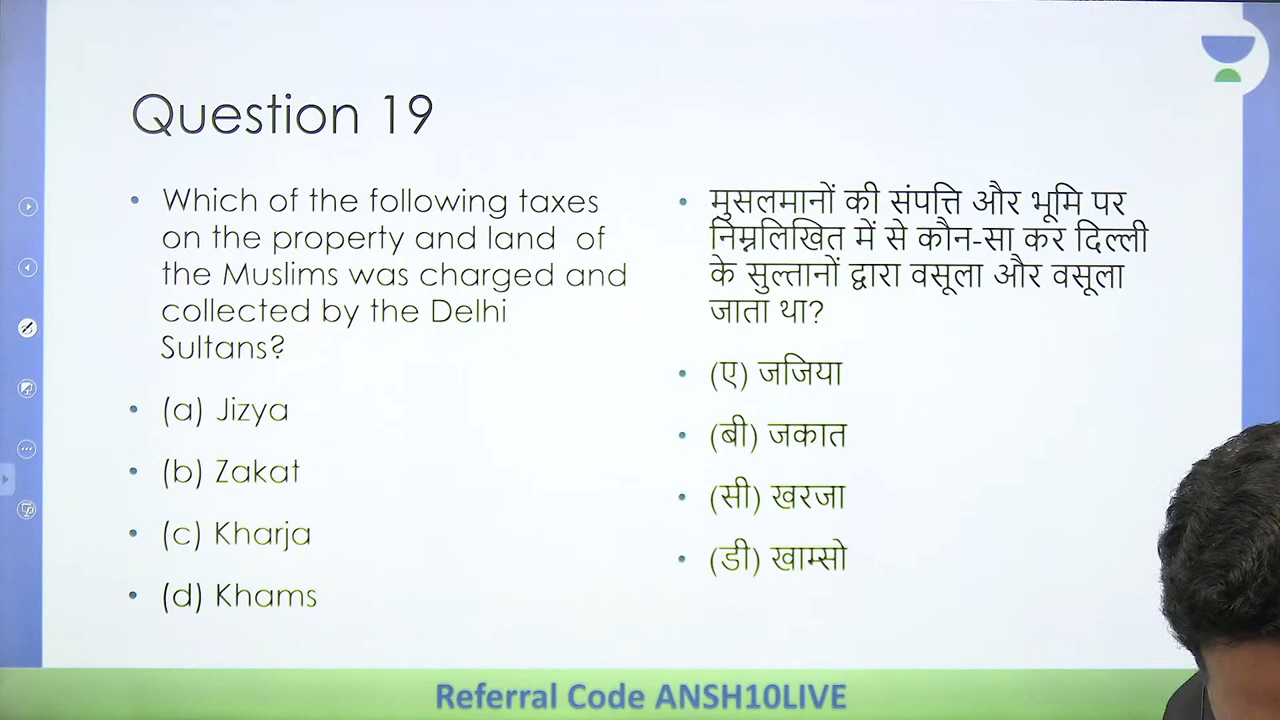 Question 19
Which of the following taxes
on the property and land of
the Muslims was charged and
collected by the Delhi
Sultans?
(a) Jizya
(b) Zakat
(c) Kharja
(d) Khams
मुसलमानों की संपत्ति और भूमि पर
निम्नलिखित में से कौन-सा कर दिल्ली
के सुल्तानों द्वारा वसूला और वसूला
जाता था?
(ए) जजिया
(बी) जकात
(सी) खरजा
(डी) खाम्सो
Referral Code ANSH10LIVE